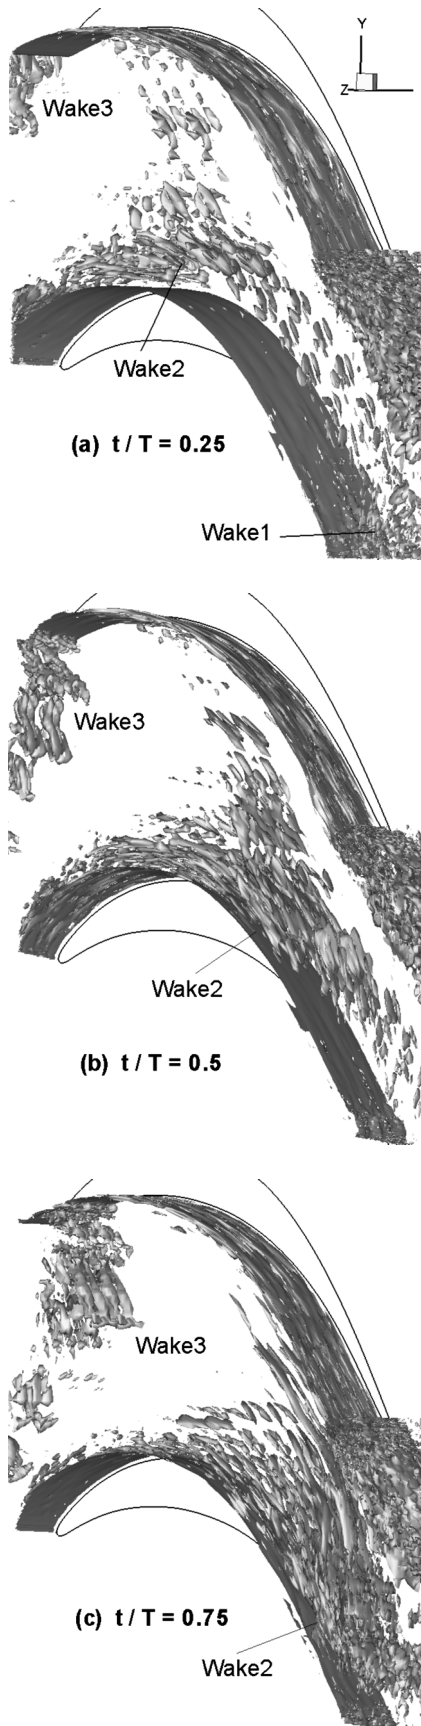 Y
Z
Wake3
Wake2
(a) t / T = 0.25
Wake1
Wake3
Wake2
(b) t / T = 0.5
Wake3
(c) t / T = 0.75
Wake2